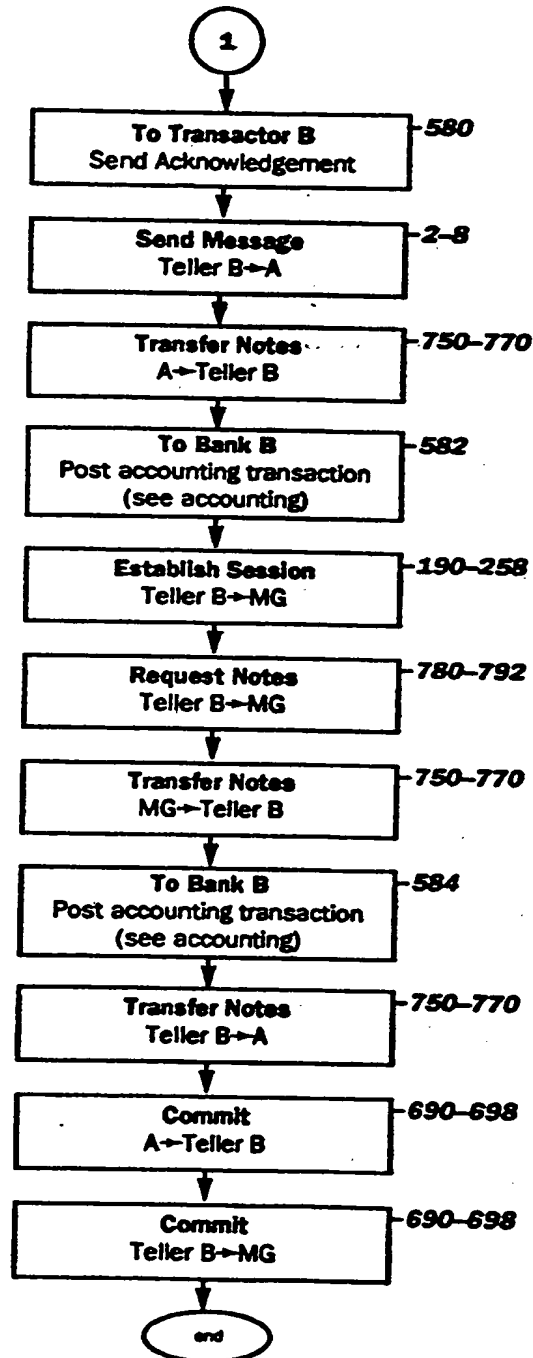 1
To Transactor B
Send Acknowledgement
580
Send Message
Teller B→A
2–8
Transfer Notes
A→Teller B
750–770
To Bank B
Post accounting transaction
(see accounting)
582
Establish Session
Teller B→MG
190–258
Request Notes
Teller B→MG
780–792
Transfer Notes
MG→Teller B
750–770
To Bank B
Post accounting transaction
(see accounting)
584
Transfer Notes
Teller B→A
750–770
Commit
A→Teller B
690–698
Commit
Teller B→MG
690–698
end